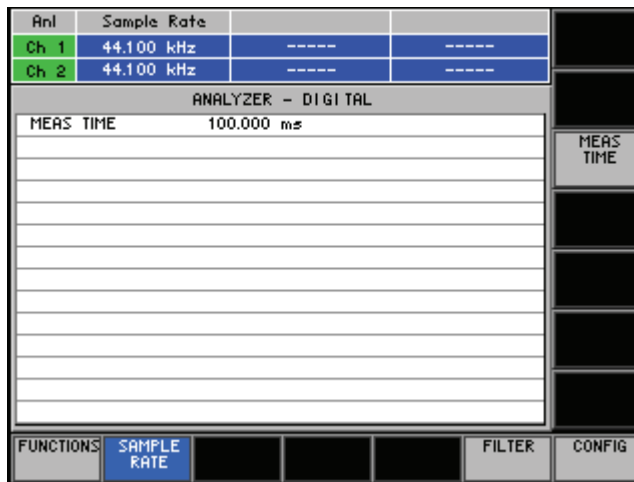 Anl Sample Rate
Ch 1 44.100 kHz ----- -----
Ch 2 44.100 kHz ----- -----
ANALYZER - DIGITAL
MEAS TIME 100.000 ms
MEAS
TIME
FUNCTIONS SAMPLE RATE FILTER CONFIG